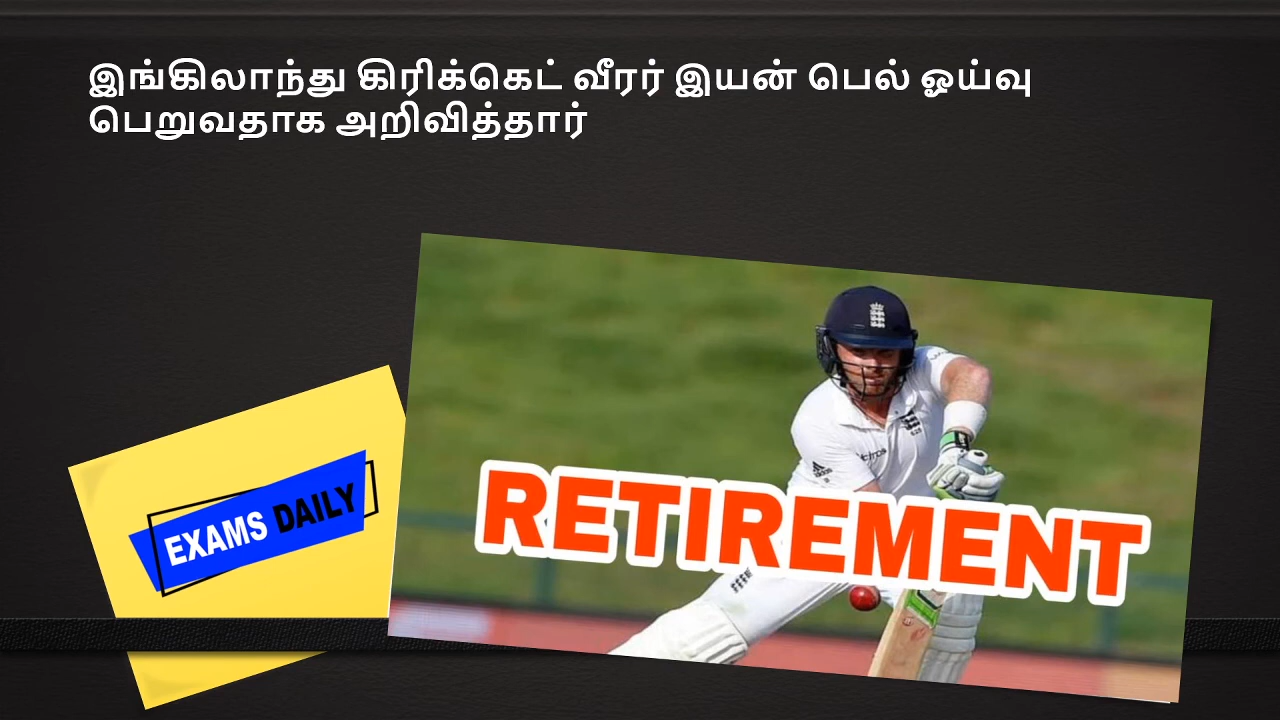 இங்கிலாந்து கிரிக்கெட் வீரர் இயன் பெல் ஓய்வு
பெறுவதாக அறிவித்தார்
RETIREMENT
EXAMS DAILY